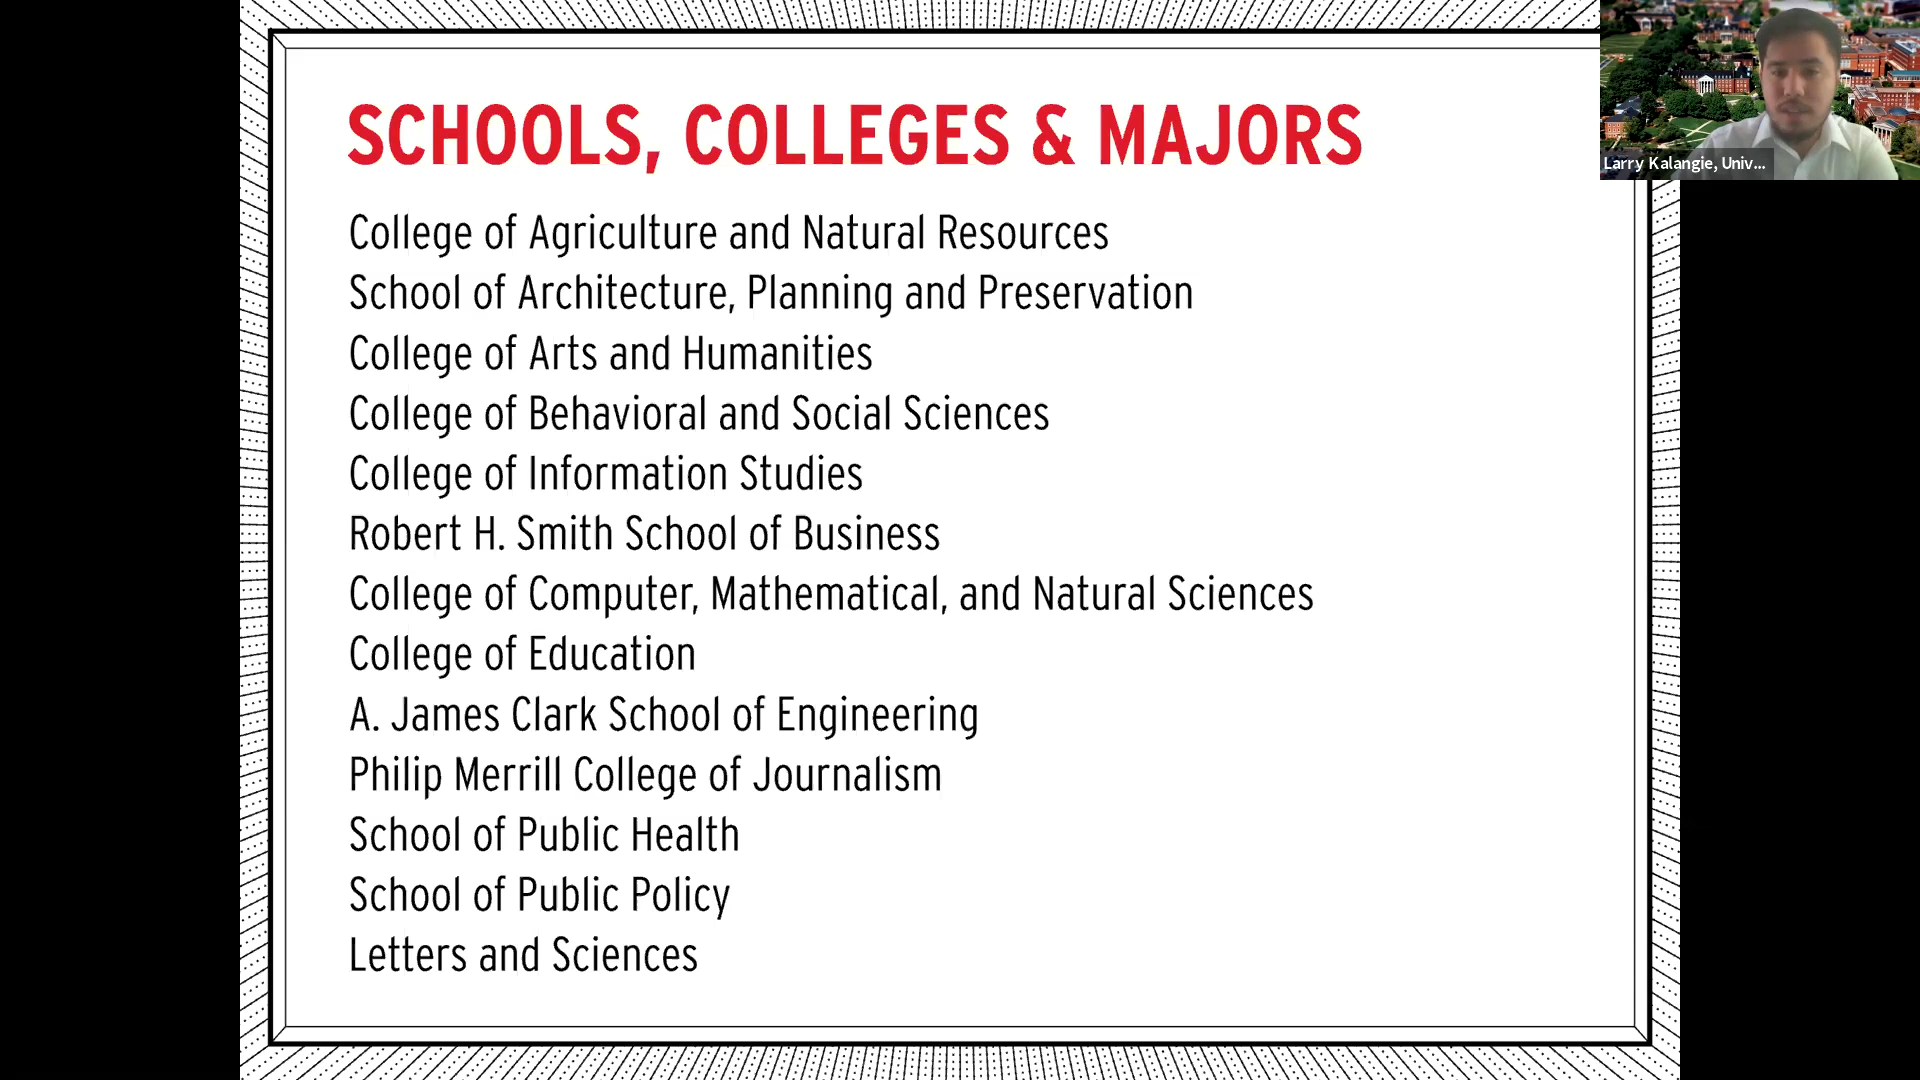 SCHOOLS, COLLEGES & MAJORS
College of Agriculture and Natural Resources
School of Architecture, Planning and Preservation
College of Arts and Humanities
College of Behavioral and Social Sciences
College of Information Studies
Robert H. Smith School of Business
College of Computer, Mathematical, and Natural Sciences
College of Education
A. James Clark School of Engineering
Philip Merrill College of Journalism
School of Public Health
School of Public Policy
Letters and Sciences
Larry Kalangie, Univ...